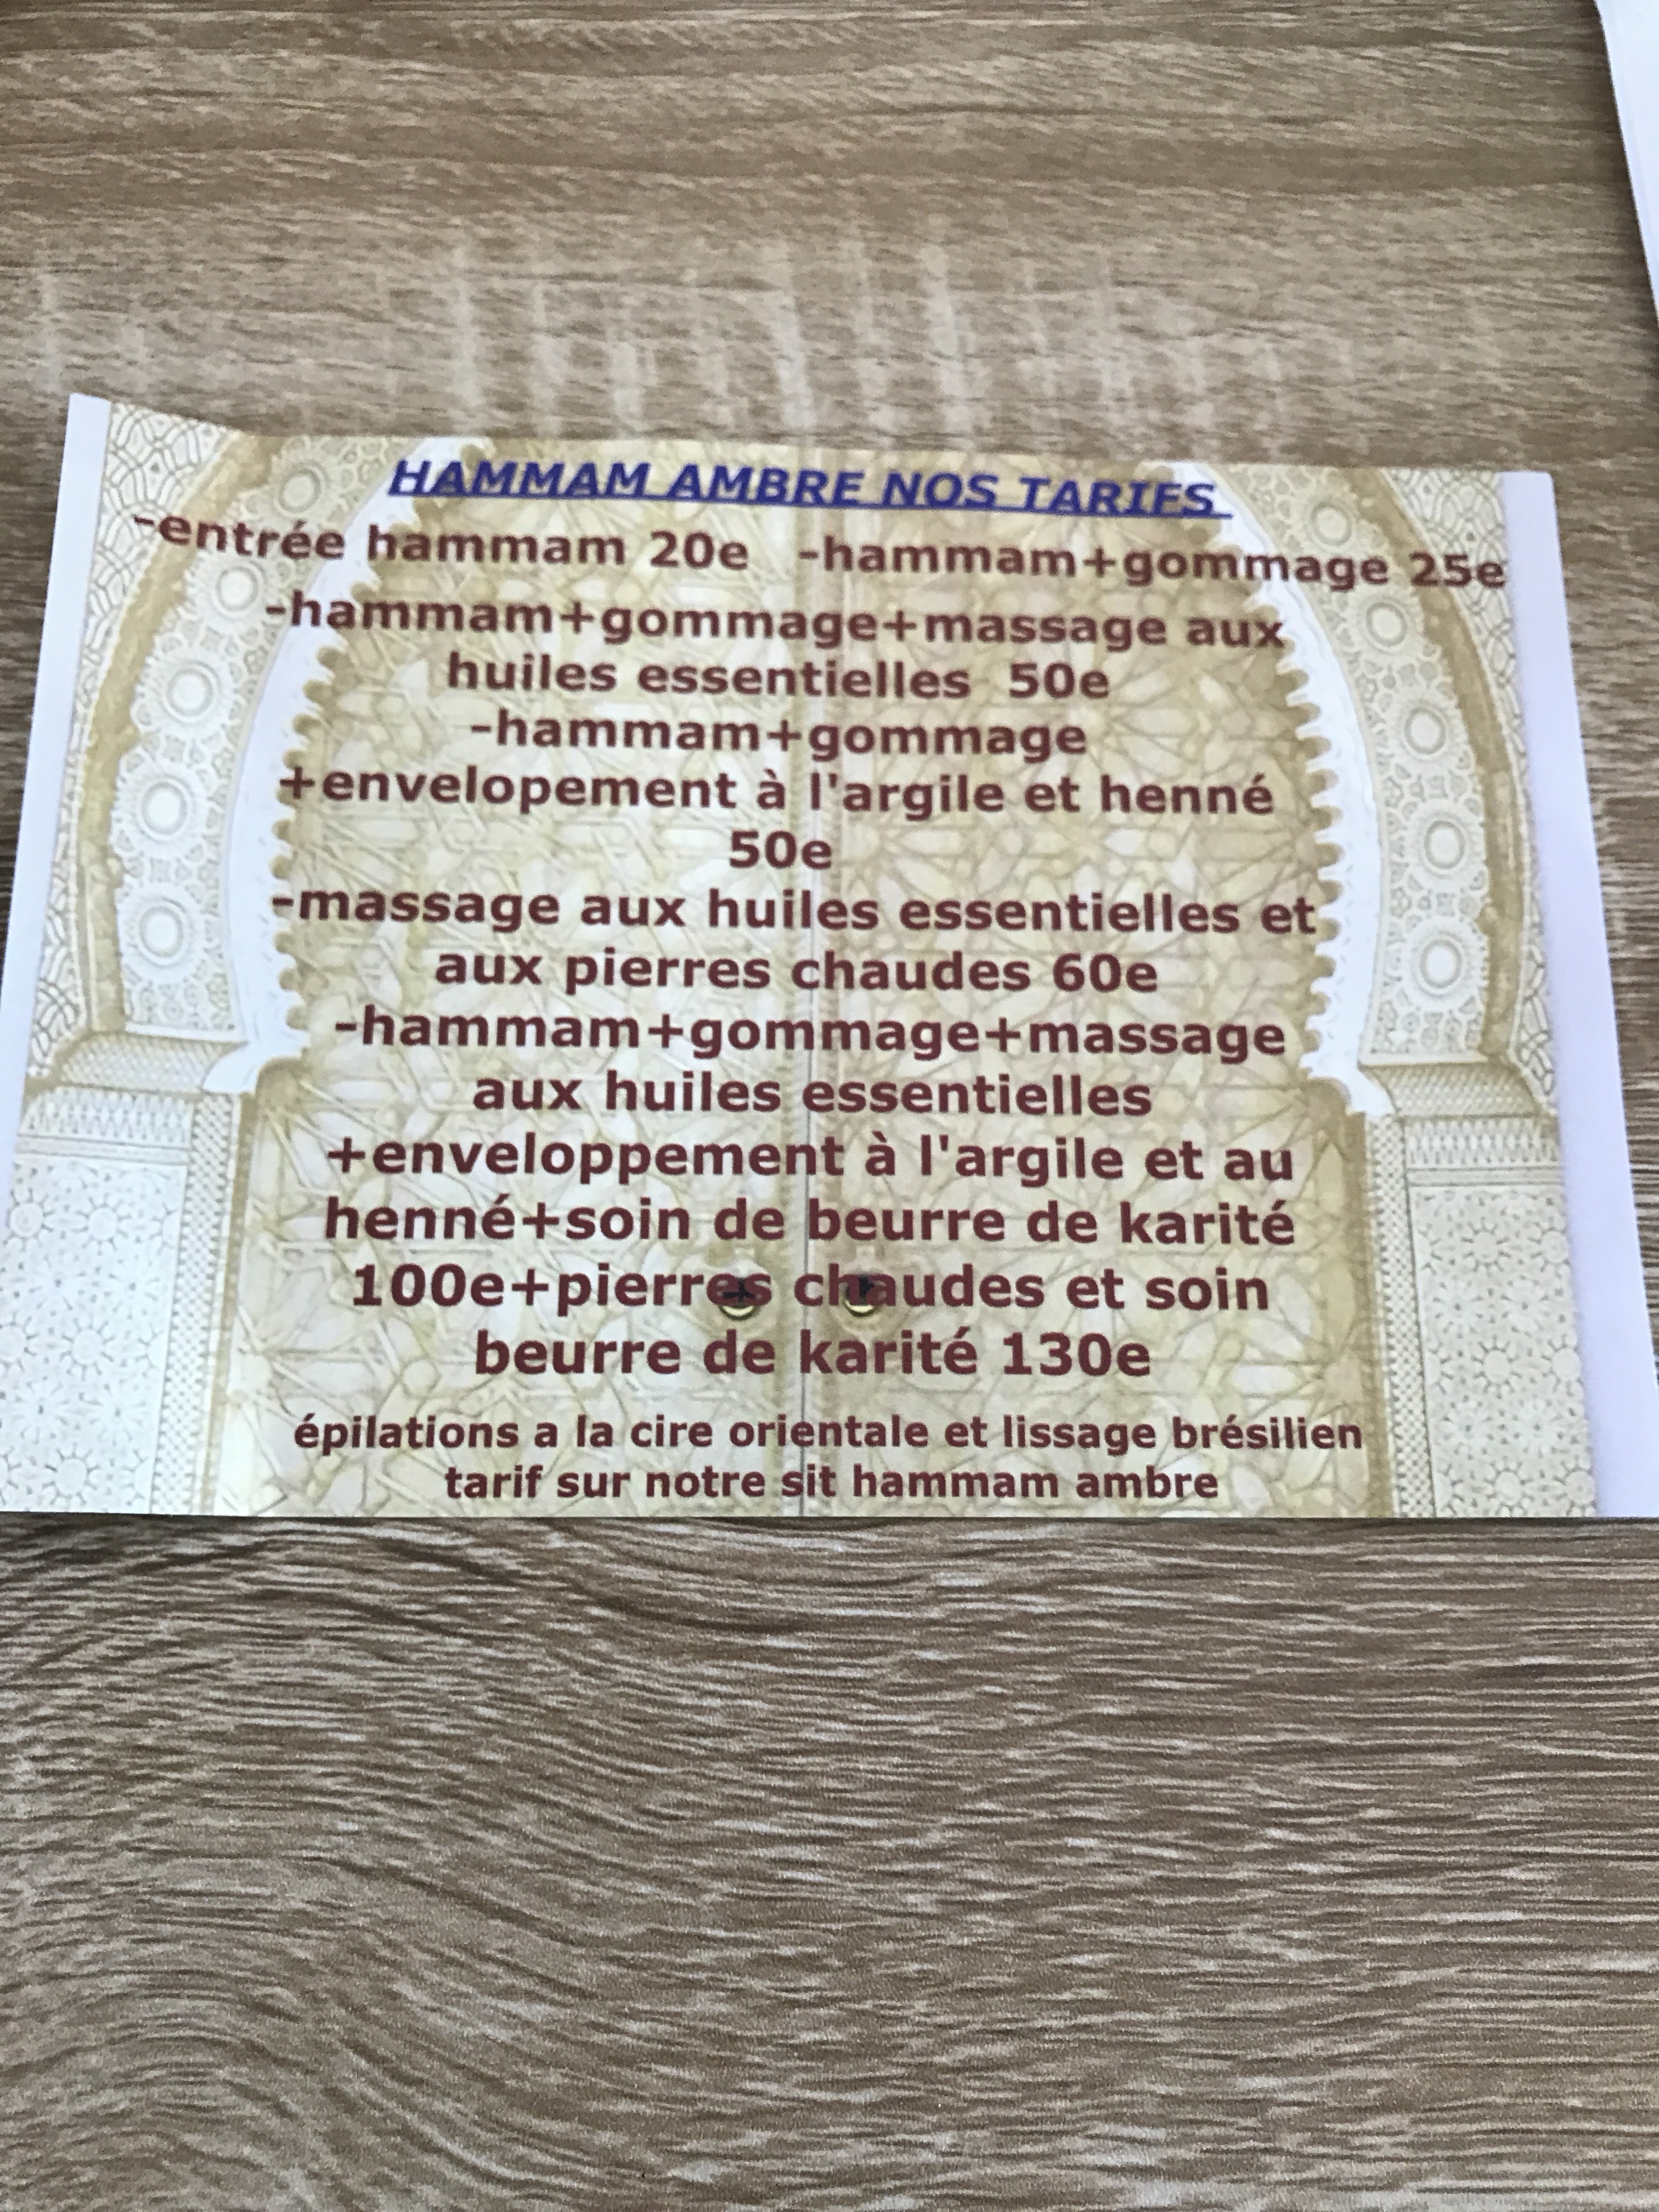 HAMMAM AMBRE NOS TARIFS
-entrée hammam 20e -hammam+gommage 25e
-hammam+gommage+massage aux
huiles essentielles 50e
-hammam+gommage
+envelopement à l'argile et henné
50e
-massage aux huiles essentielles et
aux pierres chaudes 60e
-hammam+gommage+massage
aux huiles essentielles
+enveloppement à l'argile et au
henné+soin de beurre de karité
100e+pierres chaudes et soin
beurre de karité 130e
épilations a la cire orientale et lissage brésilien
tarif sur notre sit hammam ambre